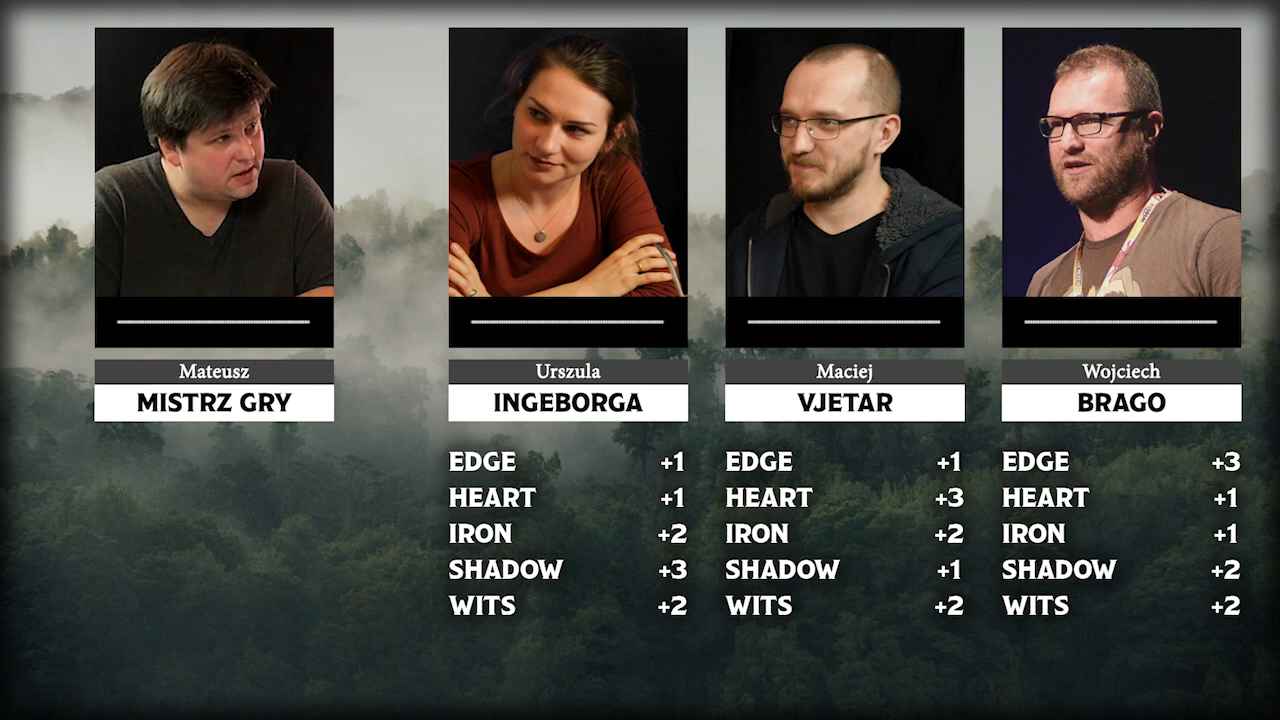 Mateusz
MISTRZ GRY
Urszula
INGEBORGA
EDGE +1
HEART +1
IRON +2
SHADOW +3
WITS +2
Maciej
VJETAR
EDGE +1
HEART +3
IRON +2
SHADOW +1
WITS +2
Wojciech
BRAGO
EDGE +3
HEART +1
IRON +1
SHADOW +2
WITS +2